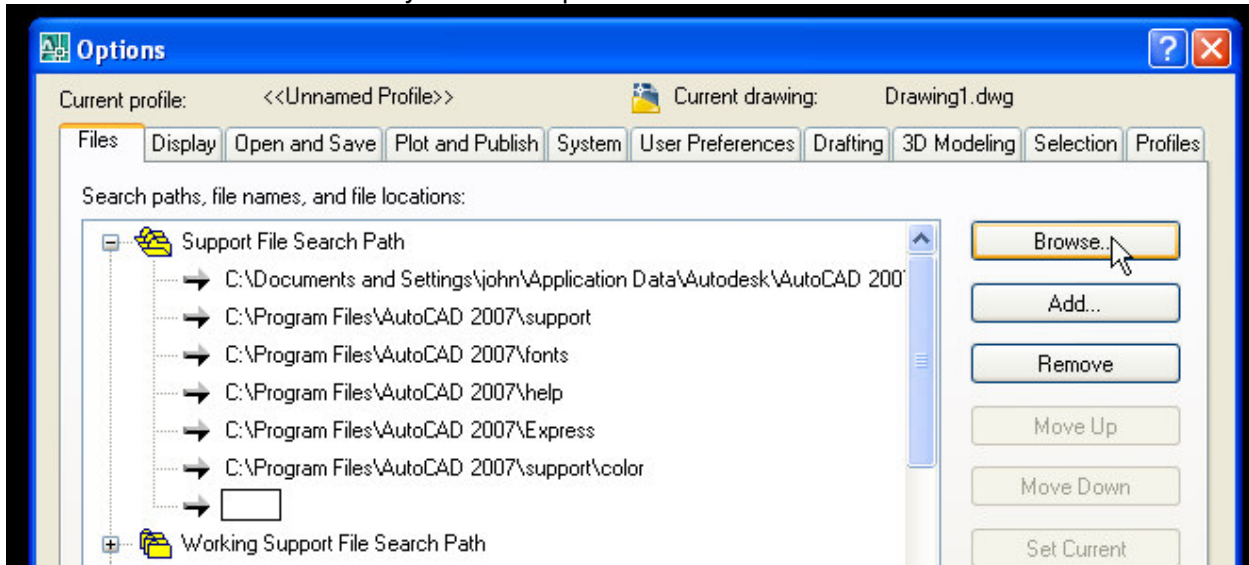 Options
Current profile: <<Unnamed Profile>> Current drawing: Drawing1.dwg
Files Display Open and Save Plot and Publish System User Preferences Drafting 3D Modeling Selection Profiles
Search paths, file names, and file locations:
Support File Search Path
C:\Documents and Settings\john\Application Data\Autodesk\AutoCAD 200
C:\Program Files\AutoCAD 2007\support
C:\Program Files\AutoCAD 2007\fonts
C:\Program Files\AutoCAD 2007\help
C:\Program Files\AutoCAD 2007\Express
C:\Program Files\AutoCAD 2007\support\color
Working Support File Search Path
Browse...
Add...
Remove
Move Up
Move Down
Set Current